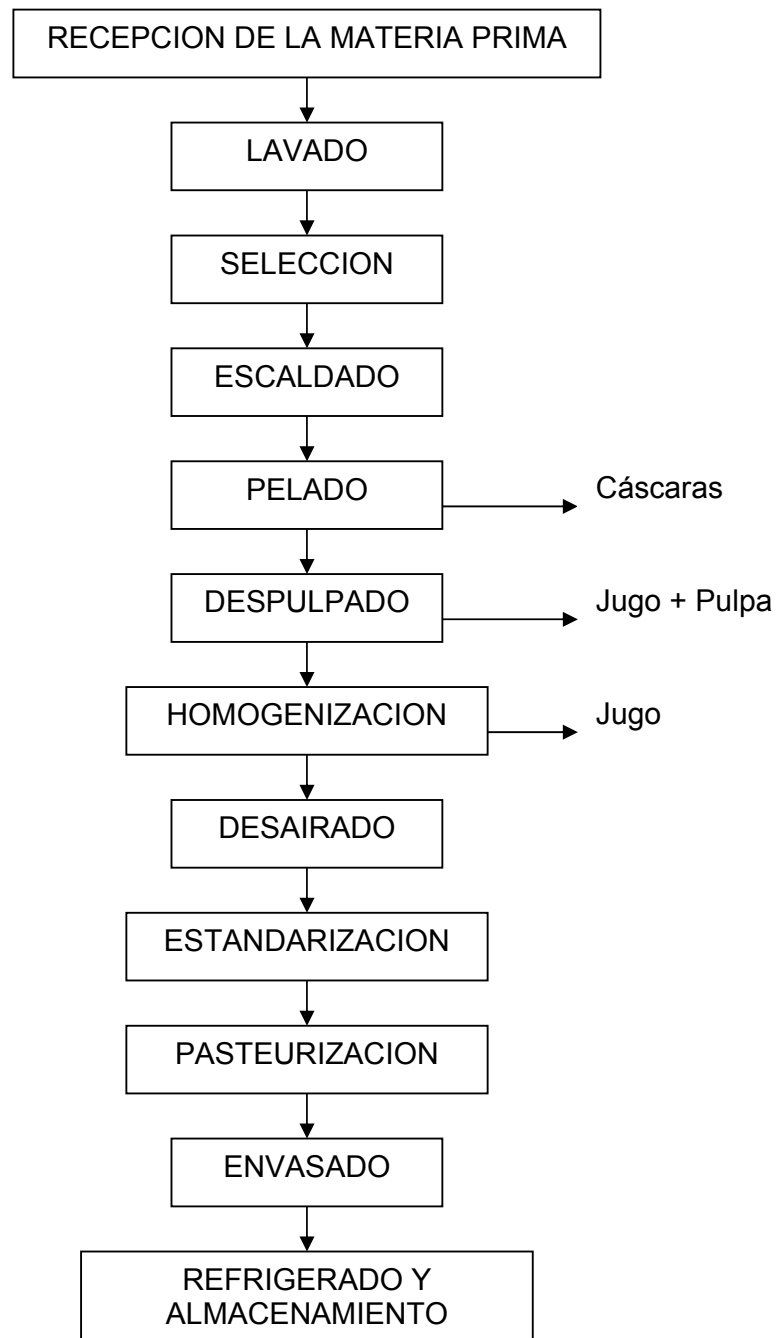 RECEPCION DE LA MATERIA PRIMA
LAVADO
SELECCION
ESCALDADO
PELADO
Cáscaras
DESPULPADO
Jugo + Pulpa
HOMOGENIZACION
Jugo
DESAIRADO
ESTANDARIZACION
PASTEURIZACION
ENVASADO
REFRIGERADO Y
ALMACENAMIENTO